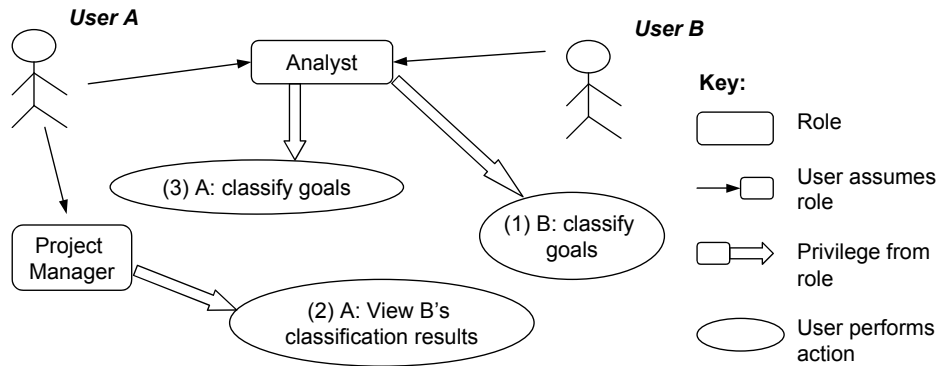 User A
User B
Analyst
Key:
Role
(3) A: classify goals
User assumes
role
(1) B: classify
goals
Project
Manager
Privilege from
role
(2) A: View B's
classification results
User performs
action